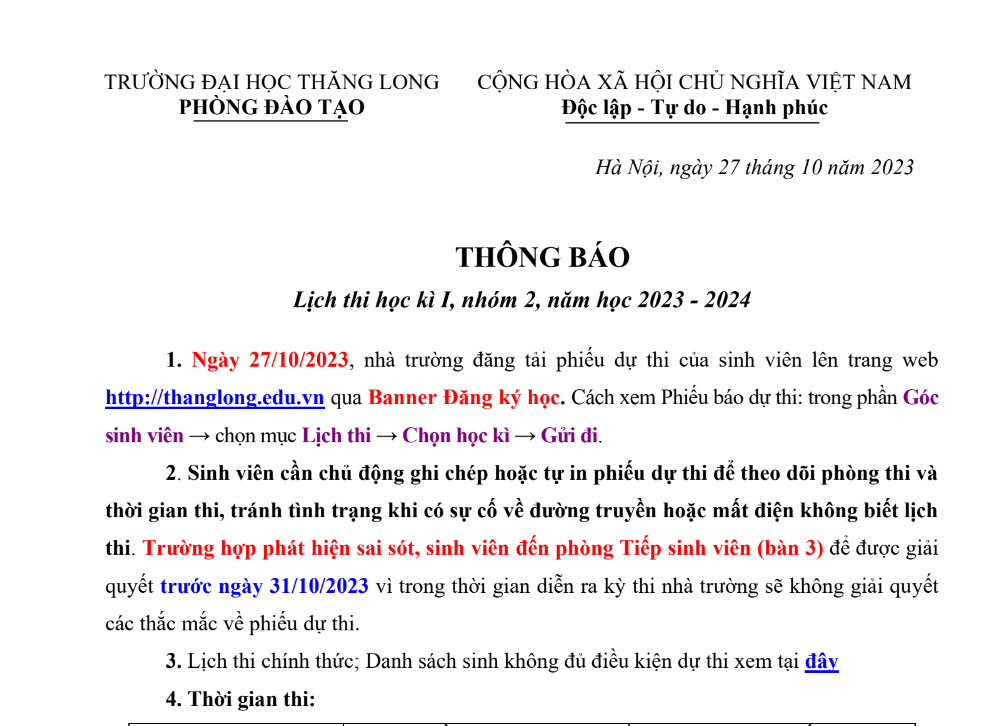 TRƯỜNG ĐẠI HỌC THĂNG LONG
PHÒNG ĐÀO TẠO
CỘNG HÒA XÃ HỘI CHỦ NGHĨA VIỆT NAM
Độc lập - Tự do - Hạnh phúc
Hà Nội, ngày 27 tháng 10 năm 2023
THÔNG BÁO
Lịch thi học kì I, nhóm 2, năm học 2023 - 2024
1. Ngày 27/10/2023, nhà trường đăng tải phiếu dự thi của sinh viên lên trang web
http://thanglong.edu.vn qua Banner Đăng ký học. Cách xem Phiếu báo dự thi: trong phần Góc
sinh viên → chọn mục Lịch thi → Chọn học kì → Gửi đi.
2. Sinh viên cần chủ động ghi chép hoặc tự in phiếu dự thi để theo dõi phòng thi và
thời gian thi, tránh tình trạng khi có sự cố về đường truyền hoặc mất điện không biết lịch
thi. Trường hợp phát hiện sai sót, sinh viên đến phòng Tiếp sinh viên (bàn 3) để được giải
quyết trước ngày 31/10/2023 vì trong thời gian diễn ra kỳ thi nhà trường sẽ không giải quyết
các thắc mắc về phiếu dự thi.
3. Lịch thi chính thức; Danh sách sinh không đủ điều kiện dự thi xem tại đây
4. Thời gian thi: